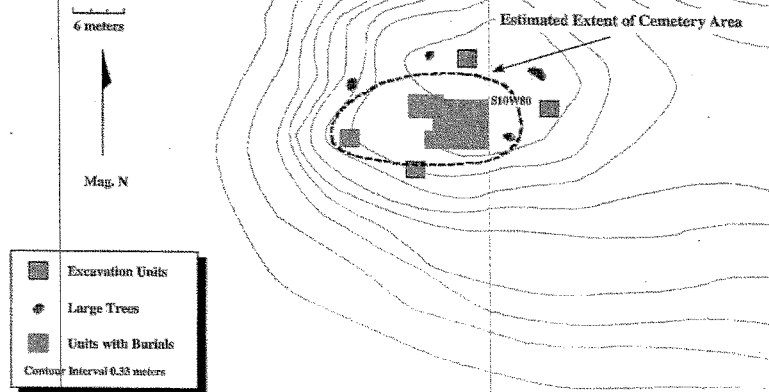 6 meters
Estimated Extent of Cemetery Area
S10W80
Mag. N
Excavation Units
Large Trees
Units with Burials
Contour Interval 0.33 meters